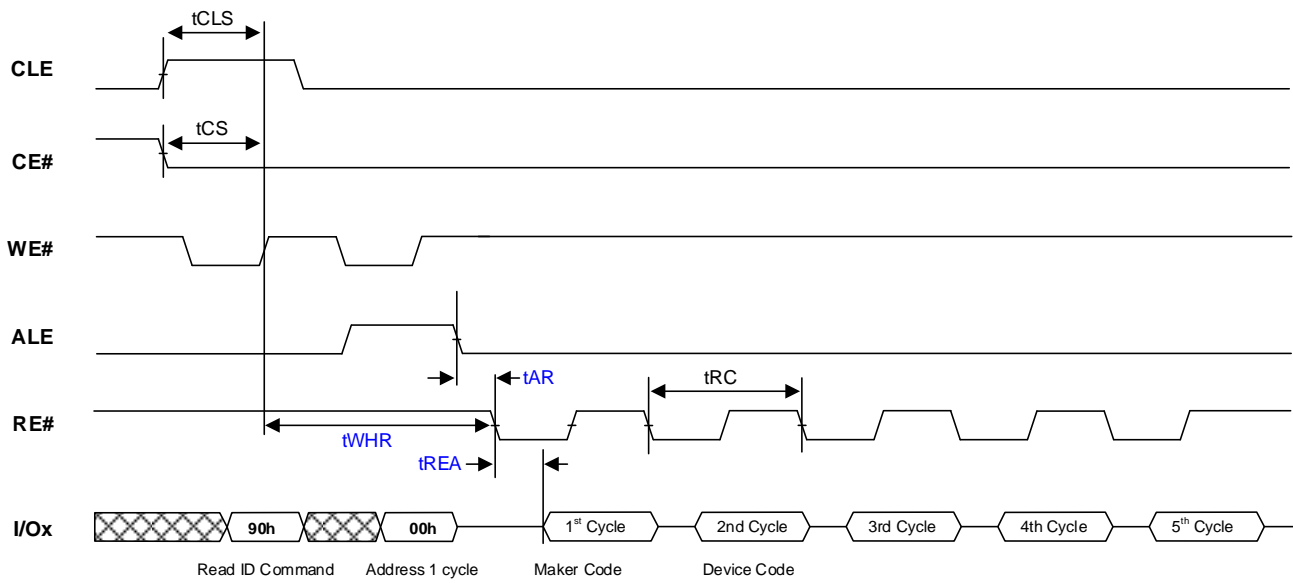 tCLS
CLE
tCS
CE#
WE#
ALE
tAR
tRC
RE#
tWHR
tREA
I/Ox 90h 00h 1st Cycle 2nd Cycle 3rd Cycle 4th Cycle 5th Cycle
Read ID Command Address 1 cycle Maker Code Device Code